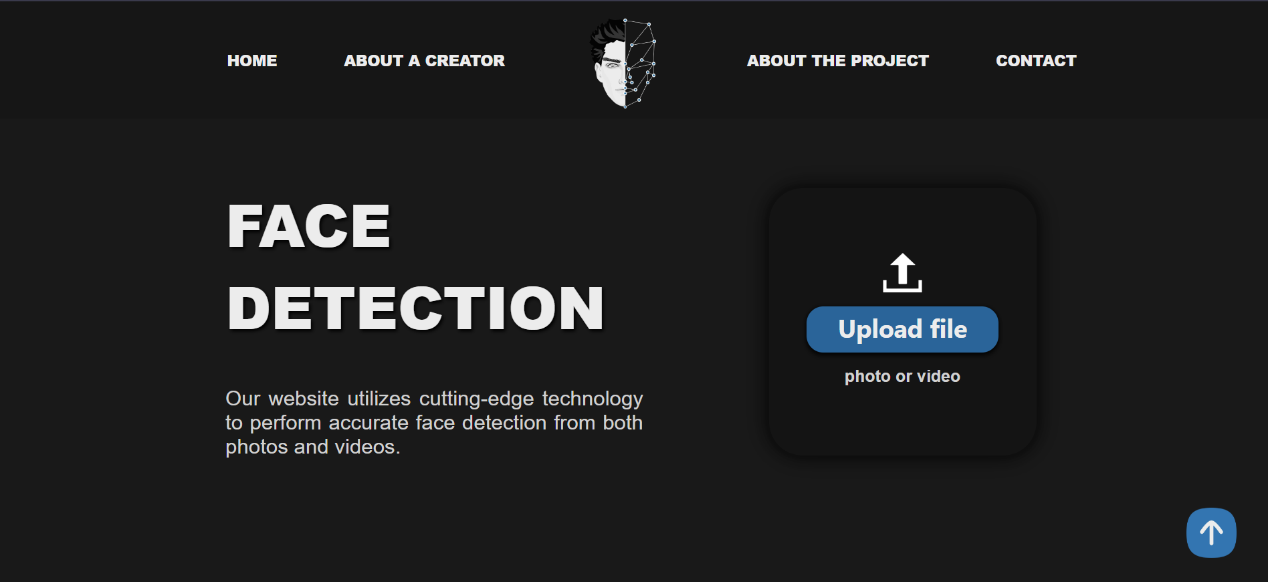 HOME
ABOUT A CREATOR
ABOUT THE PROJECT
CONTACT
FACE
DETECTION
Our website utilizes cutting-edge technology
to perform accurate face detection from both
photos and videos.
Upload file
photo or video